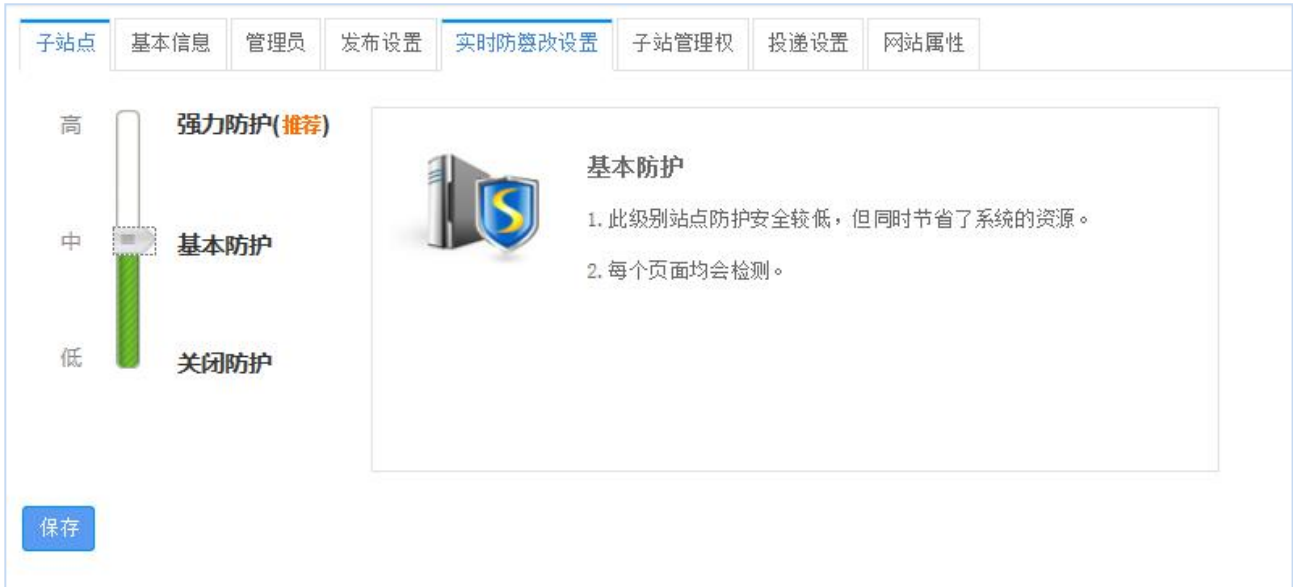 子站点 基本信息 管理员 发布设置 实时防篡改设置 子站管理权 投递设置 网站属性
高 强力防护(推荐)
基本防护
1. 此级别站点防护安全较低，但同时节省了系统的资源。
中 基本防护
2. 每个页面均会检测。
低 关闭防护
保存